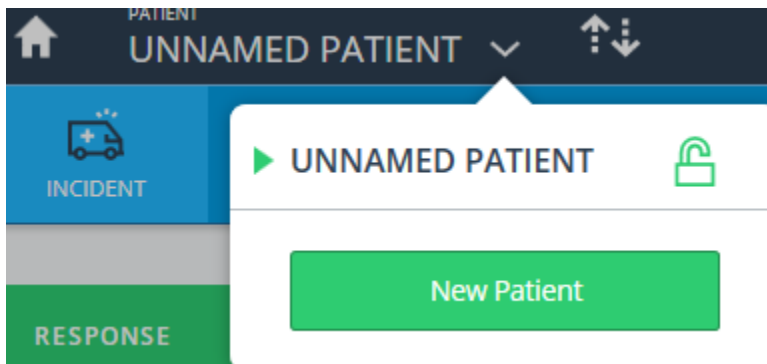 PATIENT
UNNAMED PATIENT
INCIDENT
UNNAMED PATIENT
New Patient
RESPONSE